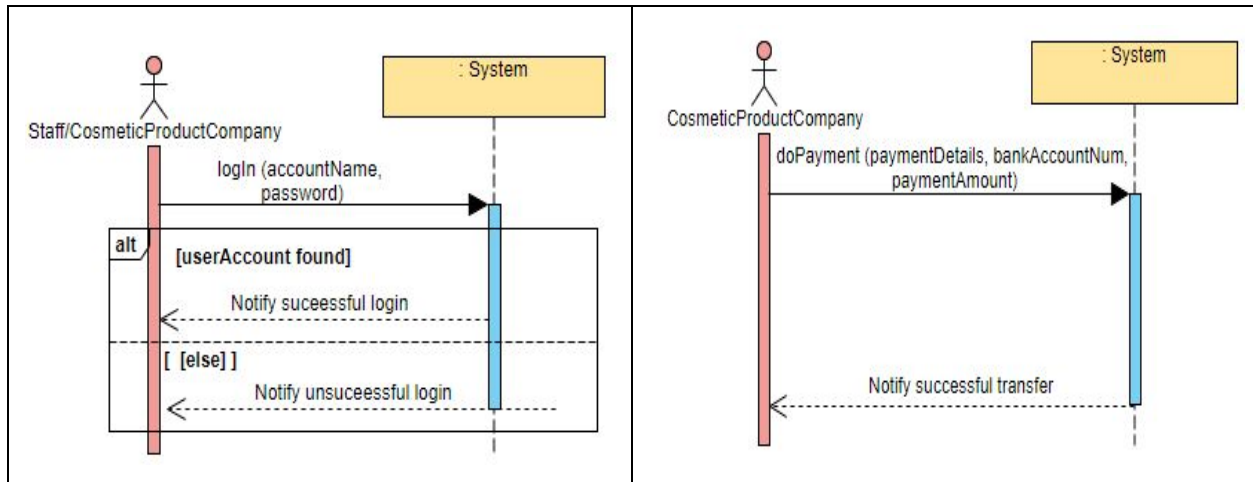 : System
Staff/CosmeticProductCompany
logIn (accountName,
password)
alt
[userAccount found]
Notify suceessful login
[ [else] ]
Notify unsuceessful login
: System
CosmeticProductCompany
doPayment (paymentDetails, bankAccountNum,
paymentAmount)
Notify successful transfer